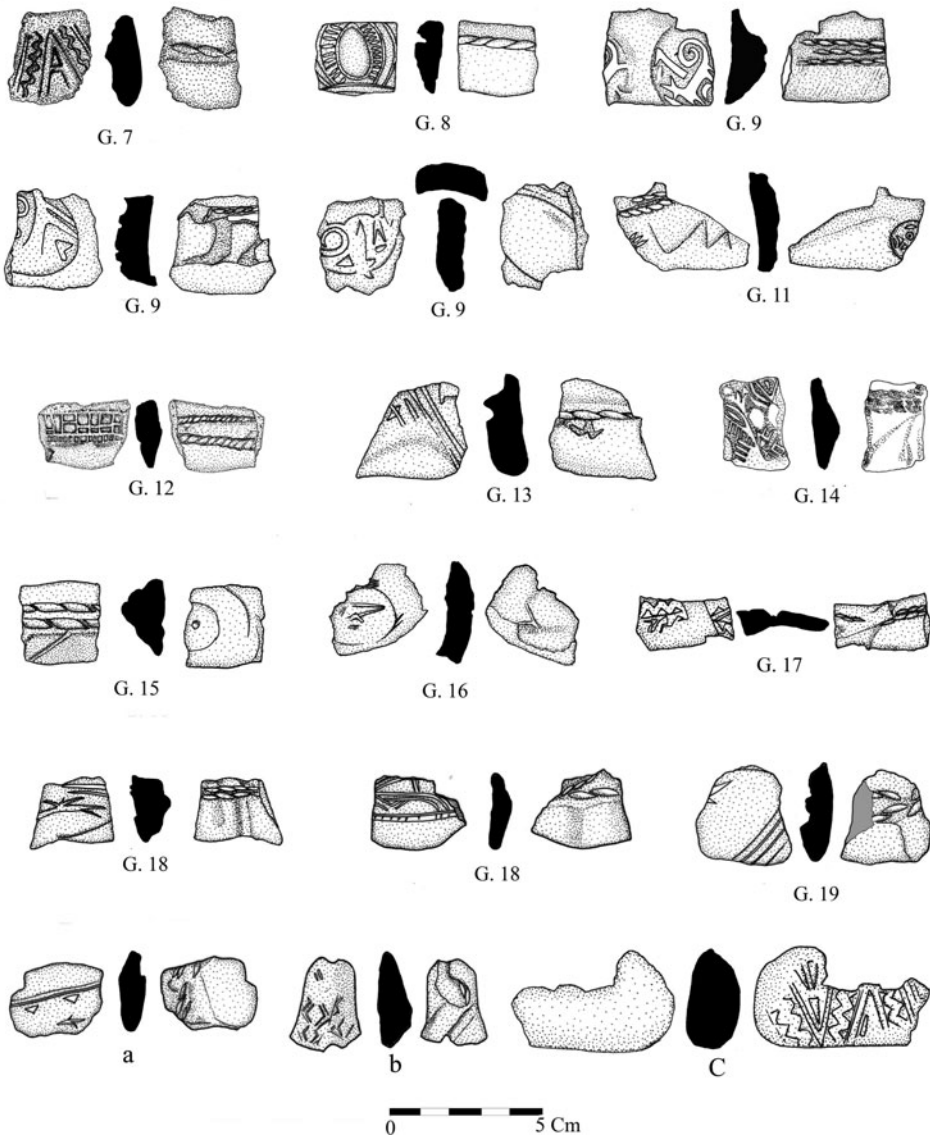 G. 7
G. 8
G. 9
G. 9
G. 9
G. 11
G. 12
G. 13
G. 14
G. 15
G. 16
G. 17
G. 18
G. 18
G. 19
a
b
C
0
5 Cm